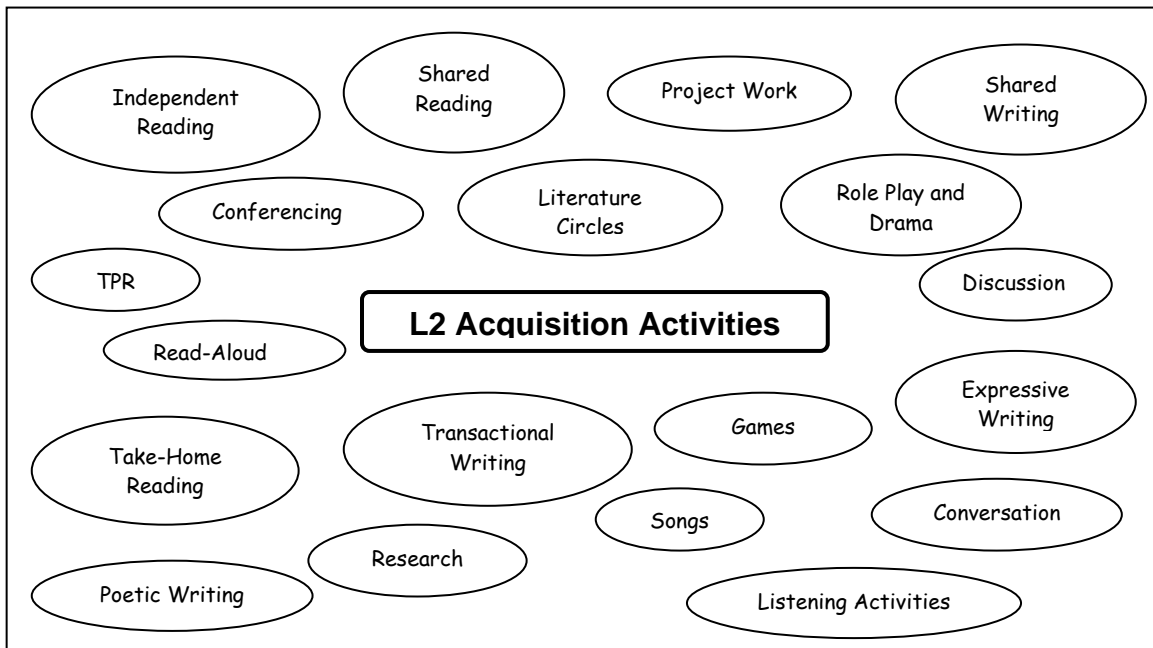 Independent
Reading
Shared
Reading
Project Work
Shared
Writing
Conferencing
Literature
Circles
Role Play and
Drama
TPR
Discussion
L2 Acquisition Activities
Read-Aloud
Expressive
Writing
Take-Home
Reading
Transactional
Writing
Games
Songs
Conversation
Research
Poetic Writing
Listening Activities